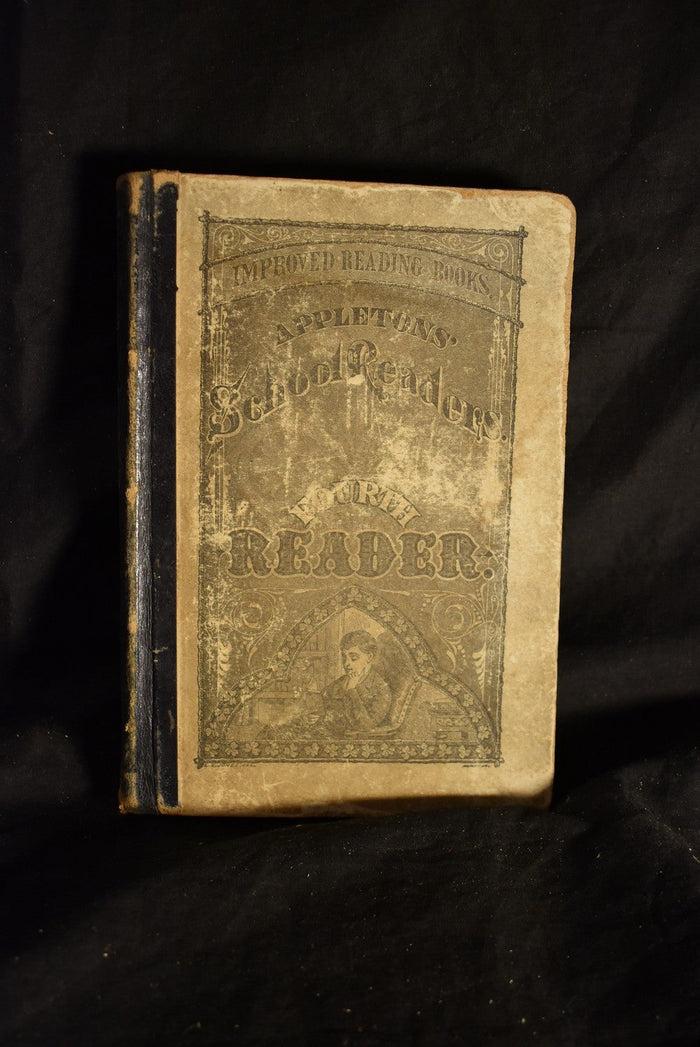 IMPROVED READING BOOKS,
APPLETONS'
School Readers.
FOURTH
READER: